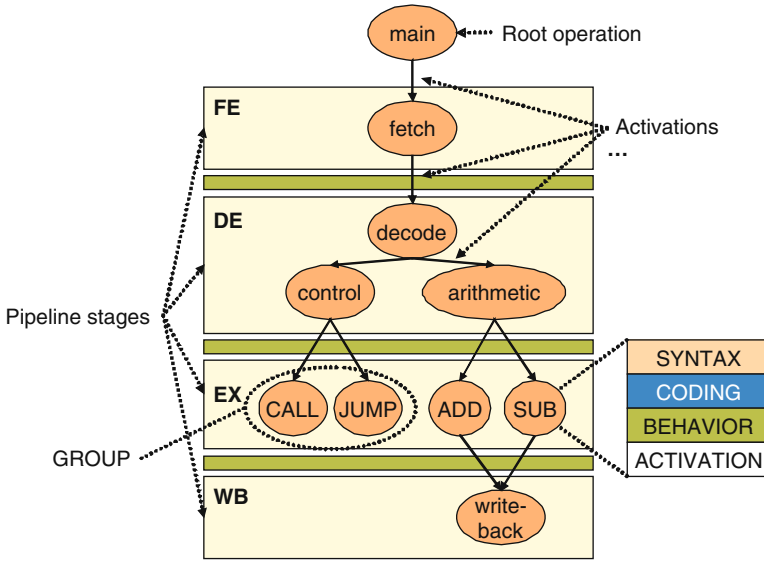 main
Root operation
FE
fetch
Activations
...
DE
decode
control
arithmetic
Pipeline stages
EX
CALL
JUMP
ADD
SUB
SYNTAX
CODING
BEHAVIOR
ACTIVATION
GROUP
WB
write-
back